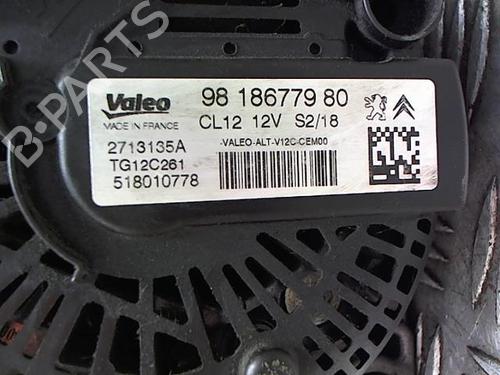 Valeo
MADE IN FRANCE
98 186779 80
CL12 12V S2/18
2713135A
TG12C261
518010778
-VALEO-ALT-V12C-CEM00
B-PARTS